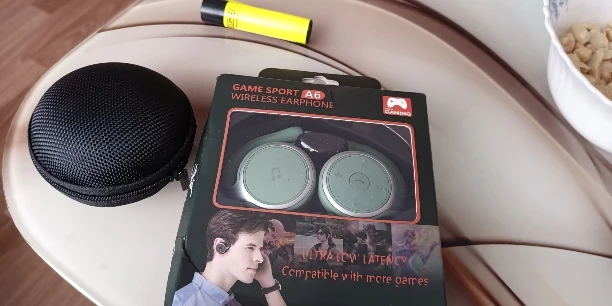 GAME SPORT A6
WIRELESS EARPHONE
GAMING
ULTRA LOW LATENCY
Compatible with more games